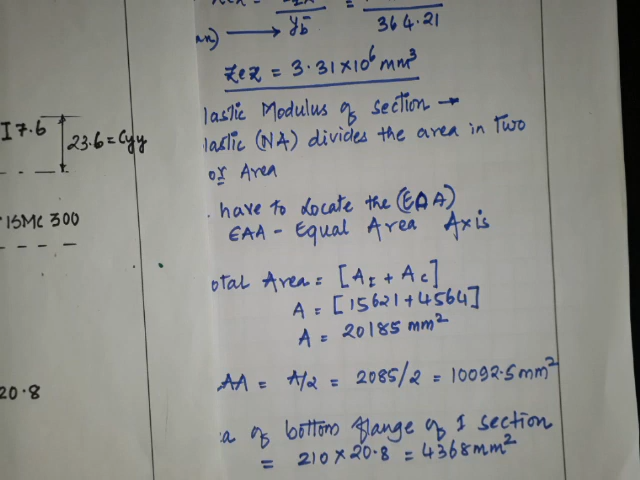 364.21
Zez = 3.31×10⁶ mm³
lastic Modulus of section →
lastic (NA) divides the area in two
or Area
. have to Locate the (EAA)
EAA - Equal Area Axis
otal Area = [A_I + A_c]
A = [15621 + 4564]
A = 20185 mm²
AA = A/2 = 2085/2 = 10092.5 mm²
a of bottom flange of I section
= 210 × 20.8 = 4368 mm²
I 7.6
23.6 = Cyy
ISMC 300
20.8